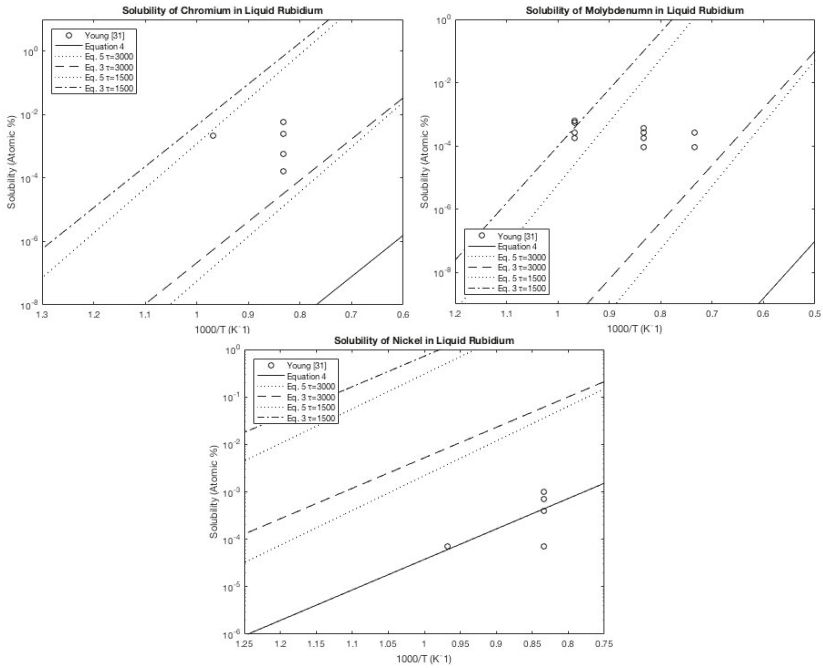 Solubility of Chromium in Liquid Rubidium
Solubility (Atomic %)
10^0
10^-2
10^-4
10^-6
10^-8
Young [31]
Equation 4
Eq. 5 τ=3000
Eq. 3 τ=3000
Eq. 5 τ=1500
Eq. 3 τ=1500
1.3 1.2 1.1 1 0.9 0.8 0.7 0.6
1000/T (K^-1)
Solubility of Molybdenumn in Liquid Rubidium
Solubility (Atomic %)
10^0
10^-2
10^-4
10^-6
10^-8
Young [31]
Equation 4
Eq. 5 τ=3000
Eq. 3 τ=3000
Eq. 5 τ=1500
Eq. 3 τ=1500
1.2 1.1 1 0.9 0.8 0.7 0.6 0.5
1000/T (K^-1)
Solubility of Nickel in Liquid Rubidium
Solubility (Atomic %)
10^0
10^-1
10^-2
10^-3
10^-4
10^-5
10^-6
Young [31]
Equation 4
Eq. 5 τ=3000
Eq. 3 τ=3000
Eq. 5 τ=1500
Eq. 3 τ=1500
1.25 1.2 1.15 1.1 1.05 1 0.95 0.9 0.85 0.8 0.75
1000/T (K^-1)